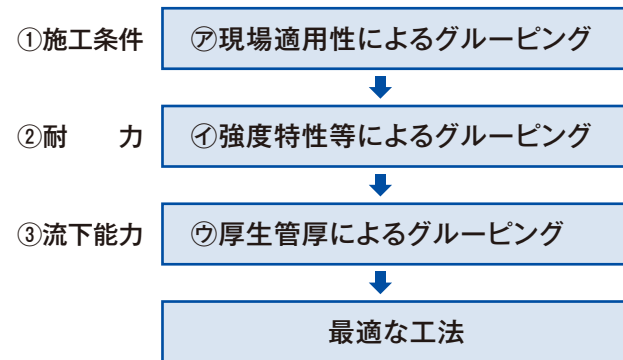 ①施工条件 ㋐現場適用性によるグルーピング
②耐　　力 ㋑強度特性等によるグルーピング
③流下能力 ㋒厚生管厚によるグルーピング
最適な工法